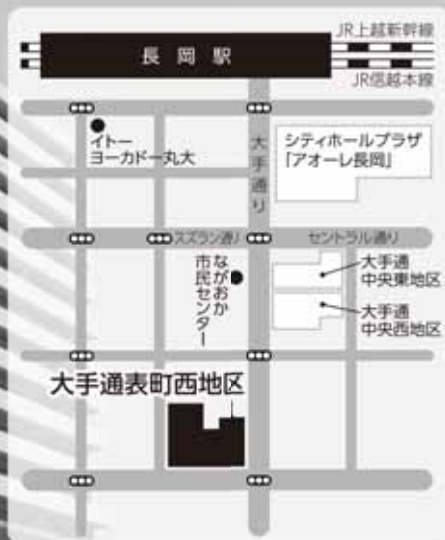 JR上越新幹線
長岡駅
JR信越本線
イトー
ヨーカドー丸大
大手通り
シティホールプラザ
「アオーレ長岡」
スズラン通り
セントラル通り
ながおか
市民センター
大手通
中央東地区
大手通
中央西地区
大手通表町西地区